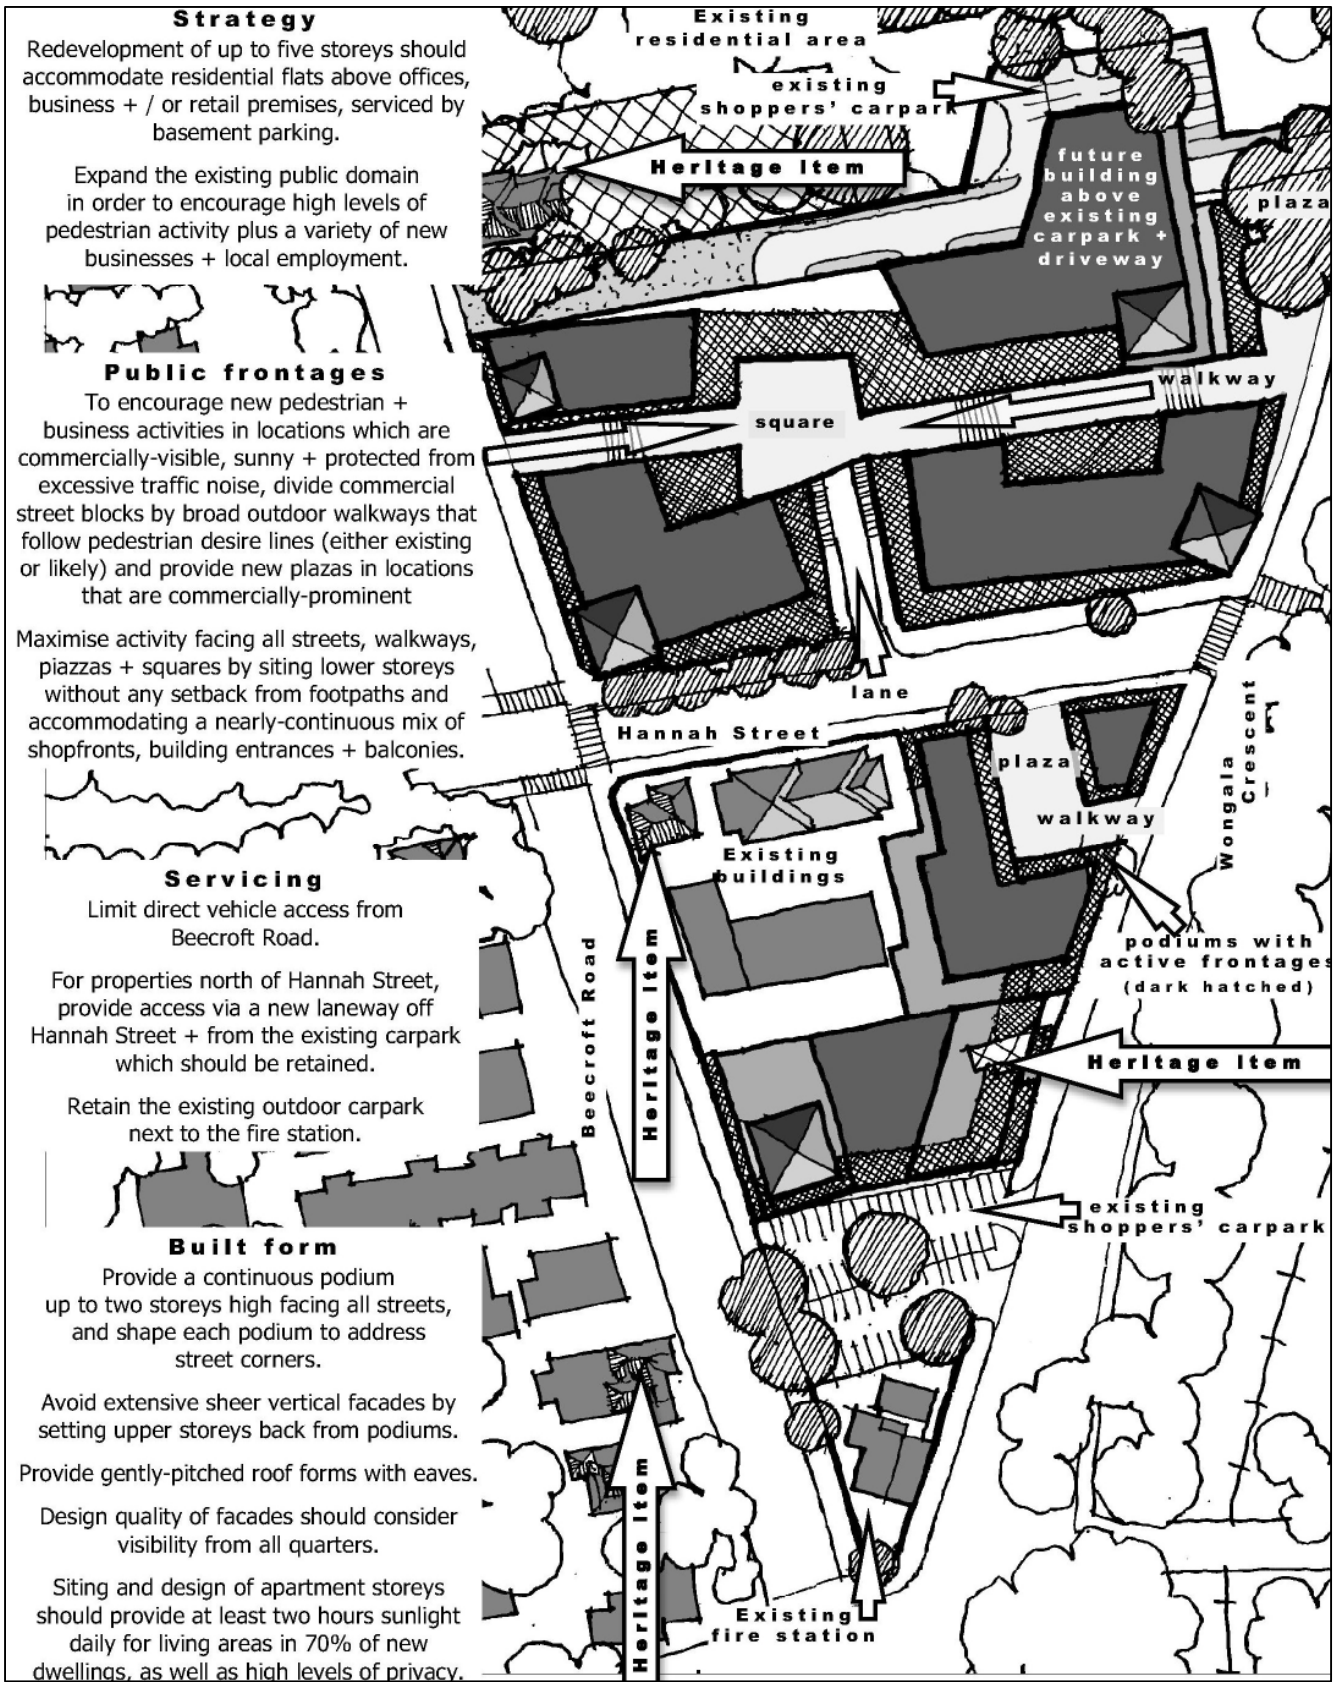 Strategy
Redevelopment of up to five storeys should
accommodate residential flats above offices,
business + / or retail premises, serviced by
basement parking.
Expand the existing public domain
in order to encourage high levels of
pedestrian activity plus a variety of new
businesses + local employment.
Public frontages
To encourage new pedestrian +
business activities in locations which are
commercially-visible, sunny + protected from
excessive traffic noise, divide commercial
street blocks by broad outdoor walkways that
follow pedestrian desire lines (either existing
or likely) and provide new plazas in locations
that are commercially-prominent
Maximise activity facing all streets, walkways,
piazzas + squares by siting lower storeys
without any setback from footpaths and
accommodating a nearly-continuous mix of
shopfronts, building entrances + balconies.
Servicing
Limit direct vehicle access from
Beecroft Road.
For properties north of Hannah Street,
provide access via a new laneway off
Hannah Street + from the existing carpark
which should be retained.
Retain the existing outdoor carpark
next to the fire station.
Built form
Provide a continuous podium
up to two storeys high facing all streets,
and shape each podium to address
street corners.
Avoid extensive sheer vertical facades by
setting upper storeys back from podiums.
Provide gently-pitched roof forms with eaves.
Design quality of facades should consider
visibility from all quarters.
Siting and design of apartment storeys
should provide at least two hours sunlight
daily for living areas in 70% of new
dwellings, as well as high levels of privacy.
Existing
residential area
existing
shoppers' carpark
Heritage Item
future
building
above
existing
carpark +
driveway
plaza
walkway
square
lane
Hannah Street
plaza
walkway
Wongala
Crescent
Existing
buildings
Beecroft Road
Heritage Item
podiums with
active frontages
(dark hatched)
Heritage Item
existing
shoppers' carpark
Heritage Item
Existing
fire station